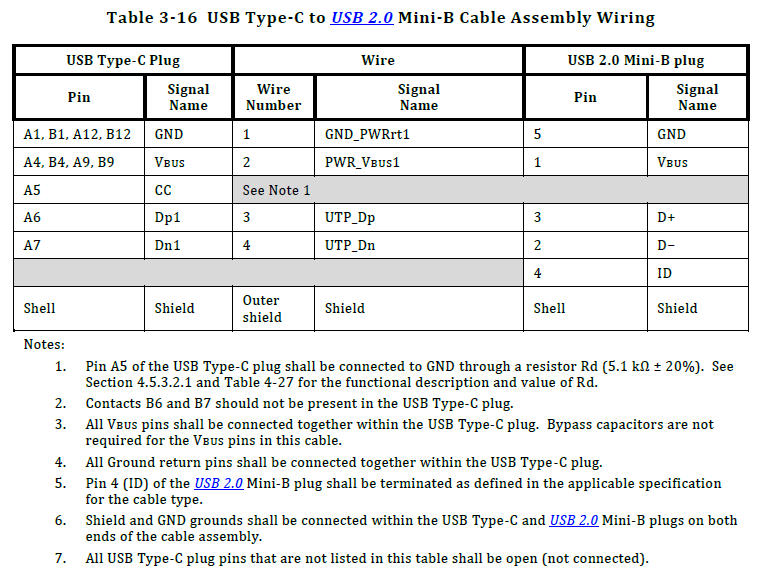 Table 3-16 USB Type-C to USB 2.0 Mini-B Cable Assembly Wiring
USB Type-C Plug Wire USB 2.0 Mini-B plug
Pin Signal Name Wire Number Signal Name Pin Signal Name
A1, B1, A12, B12 GND 1 GND_PWRrt1 5 GND
A4, B4, A9, B9 VBUS 2 PWR_VBUS1 1 VBUS
A5 CC See Note 1
A6 Dp1 3 UTP_Dp 3 D+
A7 Dn1 4 UTP_Dn 2 D−
4 ID
Shell Shield Outer shield Shield Shell Shield
Notes:
1. Pin A5 of the USB Type-C plug shall be connected to GND through a resistor Rd (5.1 kΩ ± 20%). See
Section 4.5.3.2.1 and Table 4-27 for the functional description and value of Rd.
2. Contacts B6 and B7 should not be present in the USB Type-C plug.
3. All VBUS pins shall be connected together within the USB Type-C plug. Bypass capacitors are not
required for the VBUS pins in this cable.
4. All Ground return pins shall be connected together within the USB Type-C plug.
5. Pin 4 (ID) of the USB 2.0 Mini-B plug shall be terminated as defined in the applicable specification
for the cable type.
6. Shield and GND grounds shall be connected within the USB Type-C and USB 2.0 Mini-B plugs on both
ends of the cable assembly.
7. All USB Type-C plug pins that are not listed in this table shall be open (not connected).